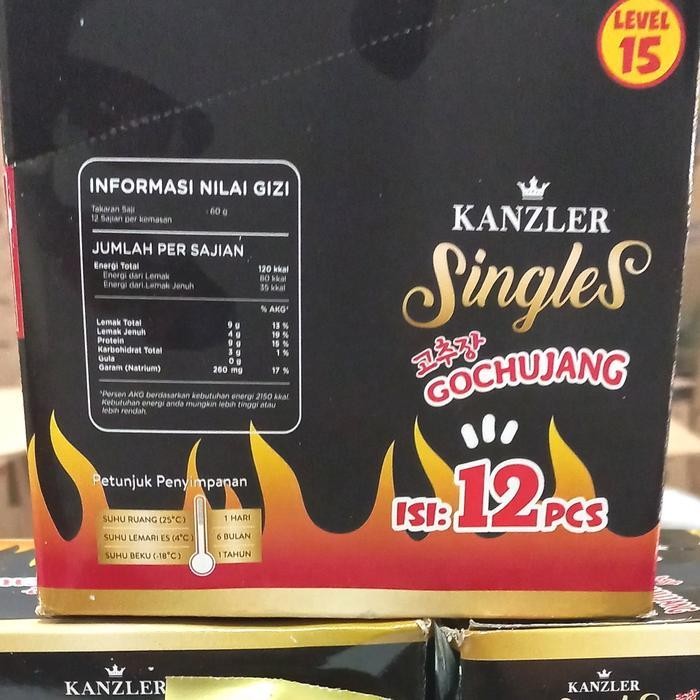 LEVEL
15
INFORMASI NILAI GIZI
Takaran Saji : 60 g
12 Sajian per kemasan
JUMLAH PER SAJIAN
Energi Total 120 kkal
Energi dari Lemak 80 kkal
Energi dari Lemak Jenuh 35 kkal
% AKG*
Lemak Total 9 g 13 %
Lemak Jenuh 4 g 19 %
Protein 9 g 15 %
Karbohidrat Total 3 g 1 %
Gula 0 g
Garam (Natrium) 260 mg 17 %
*Persen AKG berdasarkan kebutuhan energi 2150 kkal.
Kebutuhan energi anda mungkin lebih tinggi atau
lebih rendah.
Petunjuk Penyimpanan
SUHU RUANG (25°C) 1 HARI
SUHU LEMARI ES (4°C) 6 BULAN
SUHU BEKU (-18°C) 1 TAHUN
KANZLER
Singles
고추장
GOCHUJANG
ISI: 12 PCS
KANZLER
KANZLER